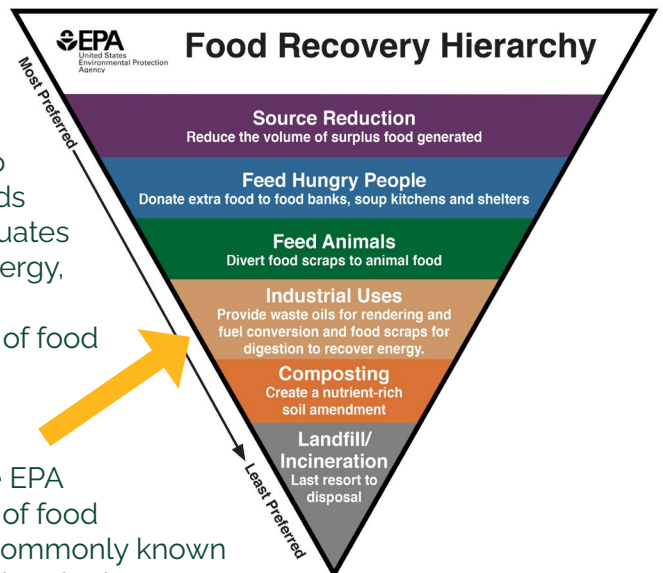 EPA
United States
Environmental Protection
Agency
Food Recovery Hierarchy
Most Preferred
Source Reduction
Reduce the volume of surplus food generated
Feed Hungry People
Donate extra food to food banks, soup kitchens and shelters
Feed Animals
Divert food scraps to animal food
Industrial Uses
Provide waste oils for rendering and
fuel conversion and food scraps for
digestion to recover energy.
Composting
Create a nutrient-rich
soil amendment
Landfill/
Incineration
Last resort to
disposal
Least Preferred
of food
EPA
of food
commonly known